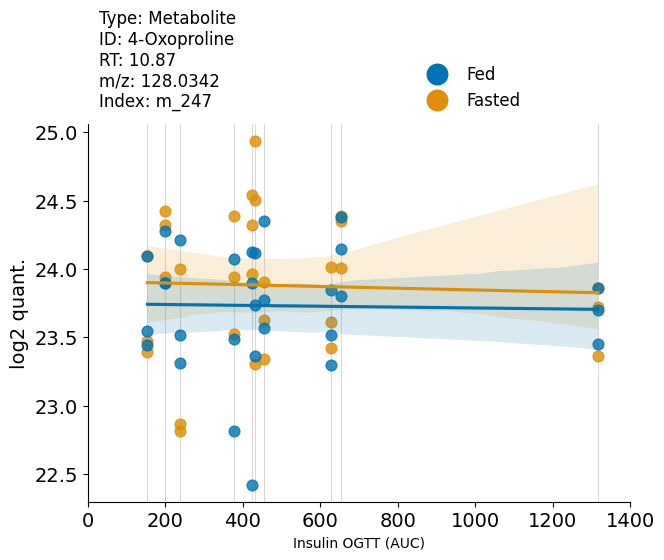 Type: Metabolite
ID: 4-Oxoproline
RT: 10.87
m/z: 128.0342
Index: m_247
Fed
Fasted
25.0
24.5
24.0
23.5
23.0
22.5
log2 quant.
0 200 400 600 800 1000 1200 1400
Insulin OGTT (AUC)